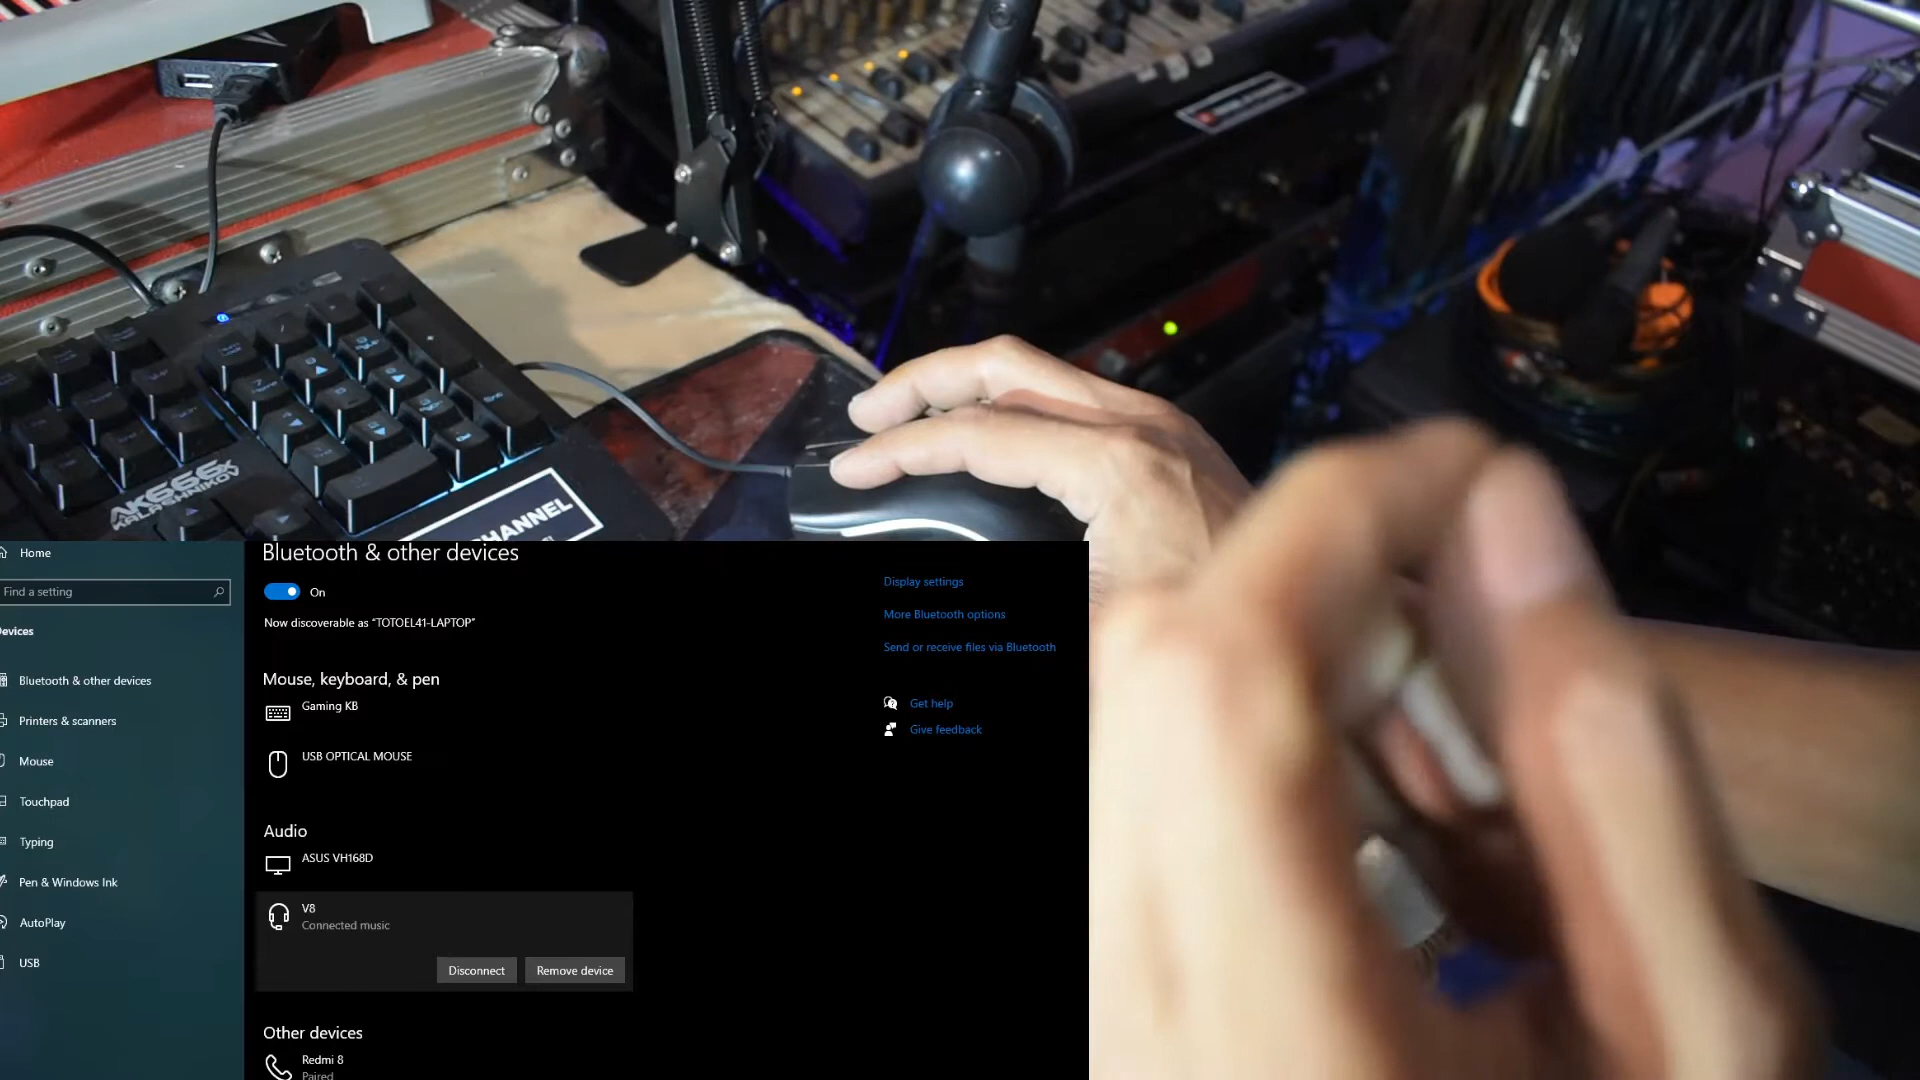 AK666x
KALASHNIKOV
CHANNEL
Home
Find a setting
evices
Bluetooth & other devices
Printers & scanners
Mouse
Touchpad
Typing
Pen & Windows Ink
AutoPlay
USB
Bluetooth & other devices
On
Now discoverable as “TOTOEL41-LAPTOP”
Mouse, keyboard, & pen
Gaming KB
USB OPTICAL MOUSE
Audio
ASUS VH168D
V8
Connected music
Disconnect
Remove device
Other devices
Redmi 8
Paired
Display settings
More Bluetooth options
Send or receive files via Bluetooth
Get help
Give feedback